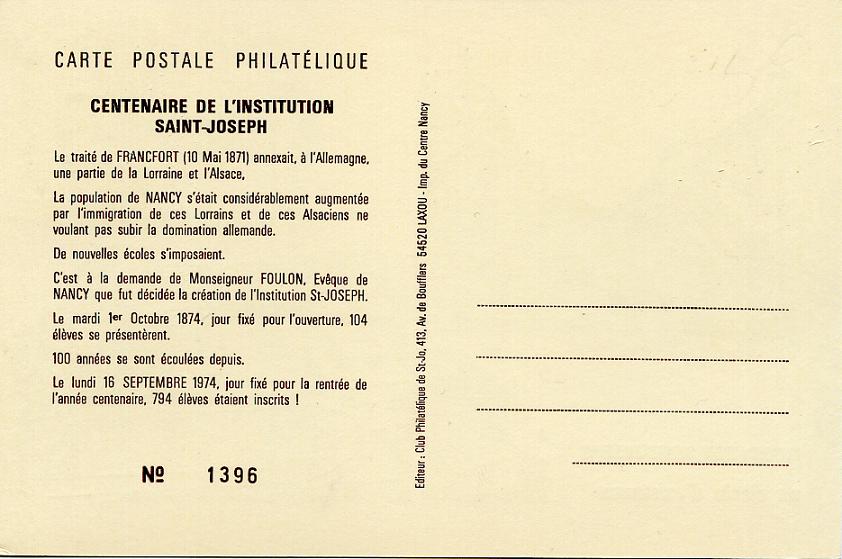 CARTE POSTALE PHILATÉLIQUE
CENTENAIRE DE L'INSTITUTION
SAINT-JOSEPH
Le traité de FRANCFORT (10 Mai 1871) annexait, à l'Allemagne,
une partie de la Lorraine et l'Alsace,
La population de NANCY s'était considérablement augmentée
par l'immigration de ces Lorrains et de ces Alsaciens ne
voulant pas subir la domination allemande.
De nouvelles écoles s'imposaient.
C'est à la demande de Monseigneur FOULON, Evêque de
NANCY que fut décidée la création de l'Institution St-JOSEPH.
Le mardi 1er Octobre 1874, jour fixé pour l'ouverture, 104
élèves se présentèrent.
100 années se sont écoulées depuis.
Le lundi 16 SEPTEMBRE 1974, jour fixé pour la rentrée de
l'année centenaire, 794 élèves étaient inscrits !
Nº 1396
Editeur : Club Philatélique de St-Jo, 413, Av. de Boufflers 54520 LAXOU - Imp. du Centre Nancy